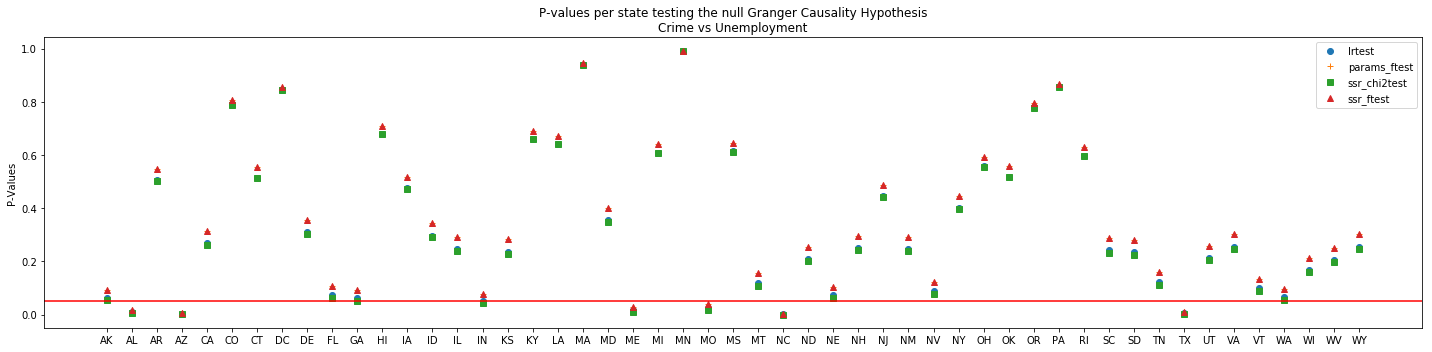 P-values per state testing the null Granger Causality Hypothesis
Crime vs Unemployment
1.0
0.8
0.6
0.4
0.2
0.0
P-Values
lrtest
params_ftest
ssr_chi2test
ssr_ftest
AK AL AR AZ CA CO CT DC DE FL GA HI IA ID IL IN KS KY LA MA MD ME MI MN MO MS MT NC ND NE NH NJ NM NV NY OH OK OR PA RI SC SD TN TX UT VA VT WA WI WV WY